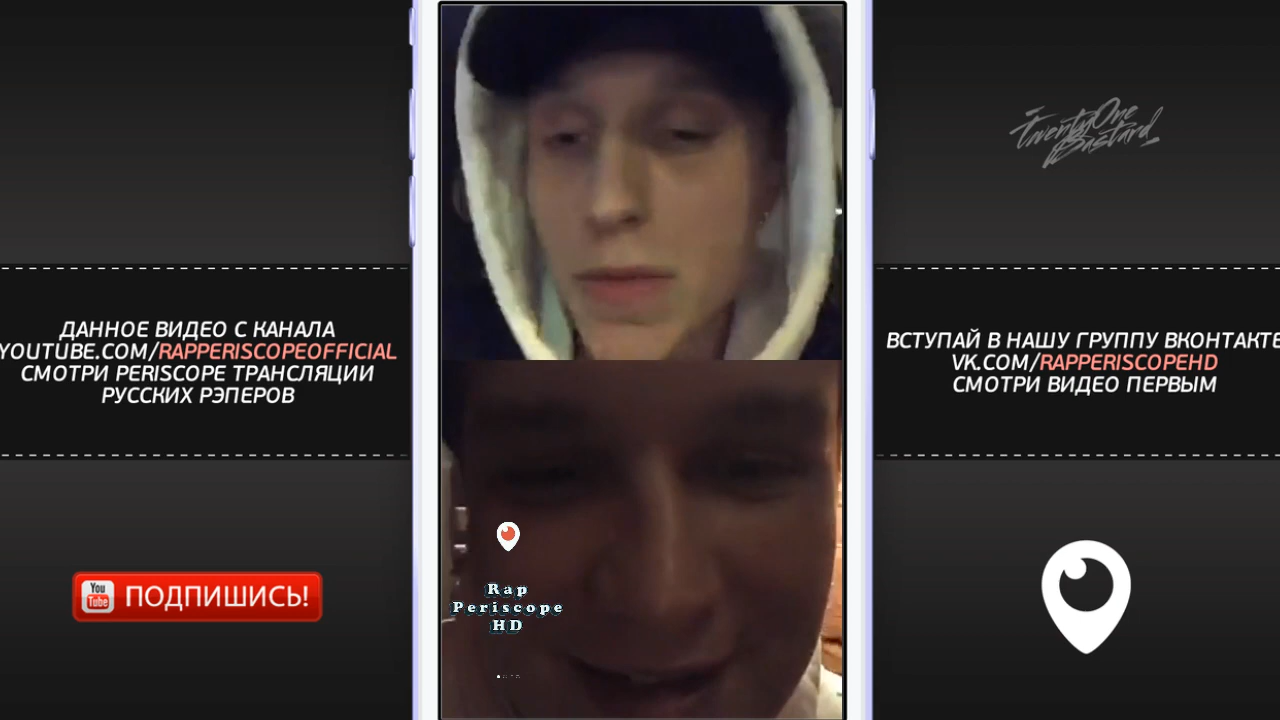 ДАННОЕ ВИДЕО С КАНАЛА
YOUTUBE.COM/RAPPERISCOPEOFFICIAL
СМОТРИ PERISCOPE ТРАНСЛЯЦИИ
РУССКИХ РЭПЕРОВ
You
Tube
ПОДПИШИСЬ!
Rap
Periscope
HD
TwentyOne
Bastard
ВСТУПАЙ В НАШУ ГРУППУ ВКОНТАКТЕ
VK.COM/RAPPERISCOPEHD
СМОТРИ ВИДЕО ПЕРВЫМ